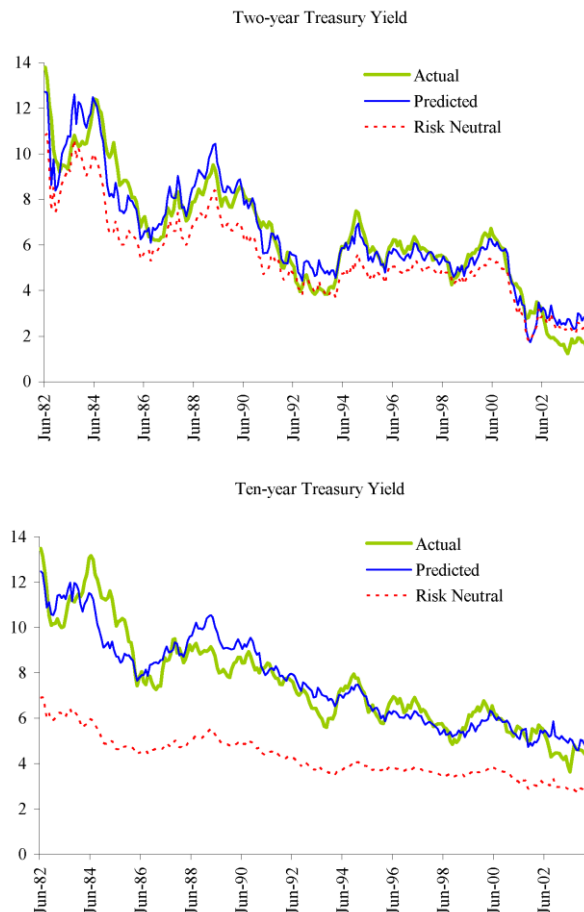 Two-year Treasury Yield
Actual
Predicted
Risk Neutral
14
12
10
8
6
4
2
0
Jun-82
Jun-84
Jun-86
Jun-88
Jun-90
Jun-92
Jun-94
Jun-96
Jun-98
Jun-00
Jun-02
Ten-year Treasury Yield
Actual
Predicted
Risk Neutral
14
12
10
8
6
4
2
0
Jun-82
Jun-84
Jun-86
Jun-88
Jun-90
Jun-92
Jun-94
Jun-96
Jun-98
Jun-00
Jun-02